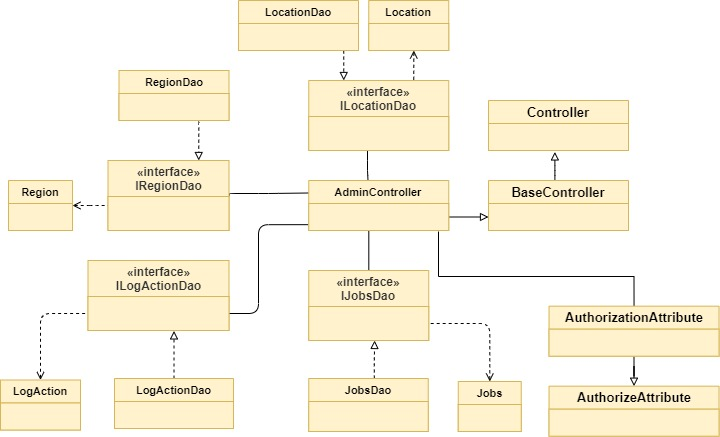 LocationDao
Location
RegionDao
«interface»
ILocationDao
Controller
«interface»
IRegionDao
Region
AdminController
BaseController
«interface»
ILogActionDao
«interface»
IJobsDao
AuthorizationAttribute
LogAction
LogActionDao
JobsDao
Jobs
AuthorizeAttribute